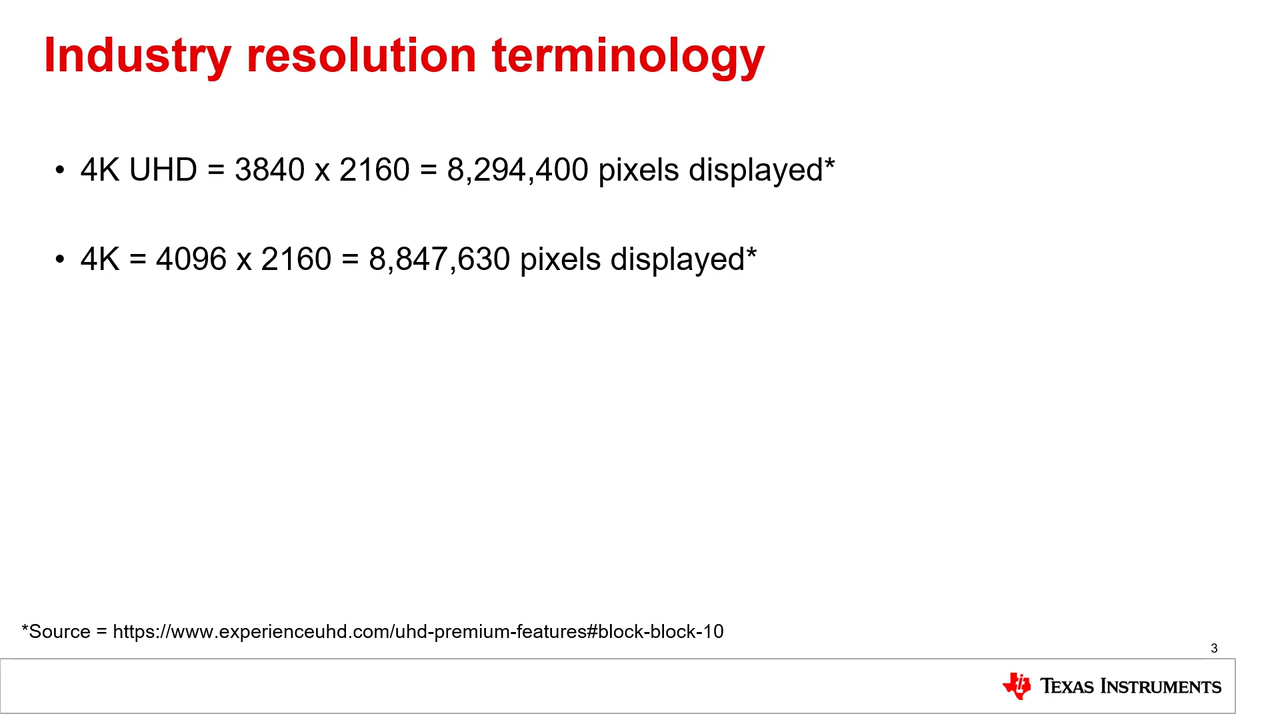 Industry resolution terminology
• 4K UHD = 3840 x 2160 = 8,294,400 pixels displayed*
• 4K = 4096 x 2160 = 8,847,630 pixels displayed*
*Source = https://www.experienceuhd.com/uhd-premium-features#block-block-10
3
TEXAS INSTRUMENTS